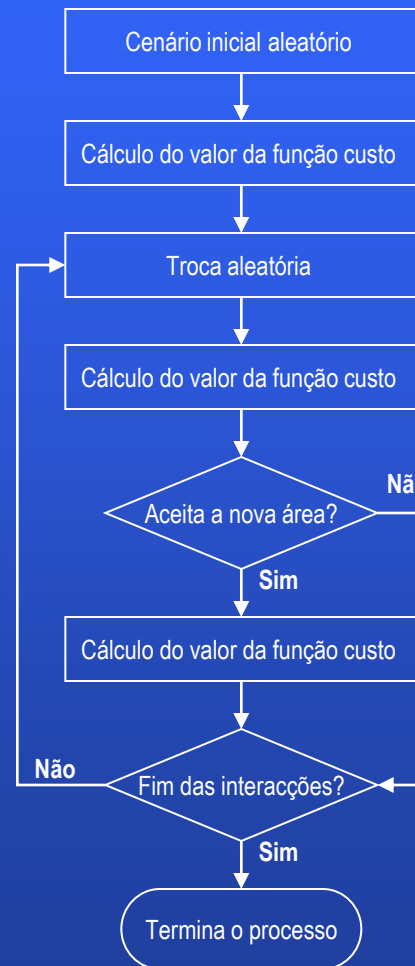 Cenário inicial aleatório
Cálculo do valor da função custo
Troca aleatória
Cálculo do valor da função custo
Aceita a nova área?
Nã
Sim
Cálculo do valor da função custo
Não
Fim das interacções?
Sim
Termina o processo